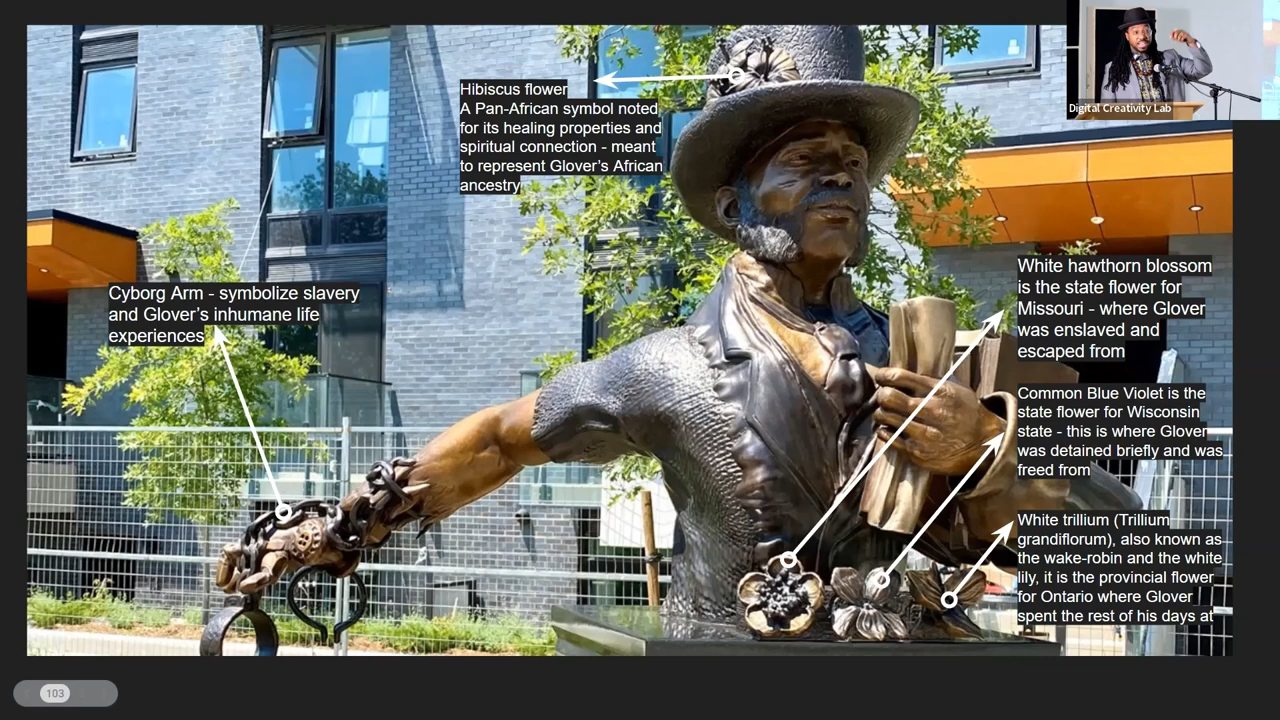 Digital Creativity Lab
Hibiscus flower
A Pan-African symbol noted
for its healing properties and
spiritual connection - meant
to represent Glover's African
ancestry
Cyborg Arm - symbolize slavery
and Glover's inhumane life
experiences
White hawthorn blossom
is the state flower for
Missouri - where Glover
was enslaved and
escaped from
Common Blue Violet is the
state flower for Wisconsin
state - this is where Glover
was detained briefly and was
freed from
White trillium (Trillium
grandiflorum), also known as
the wake-robin and the white
lily, it is the provincial flower
for Ontario where Glover
spent the rest of his days at
103